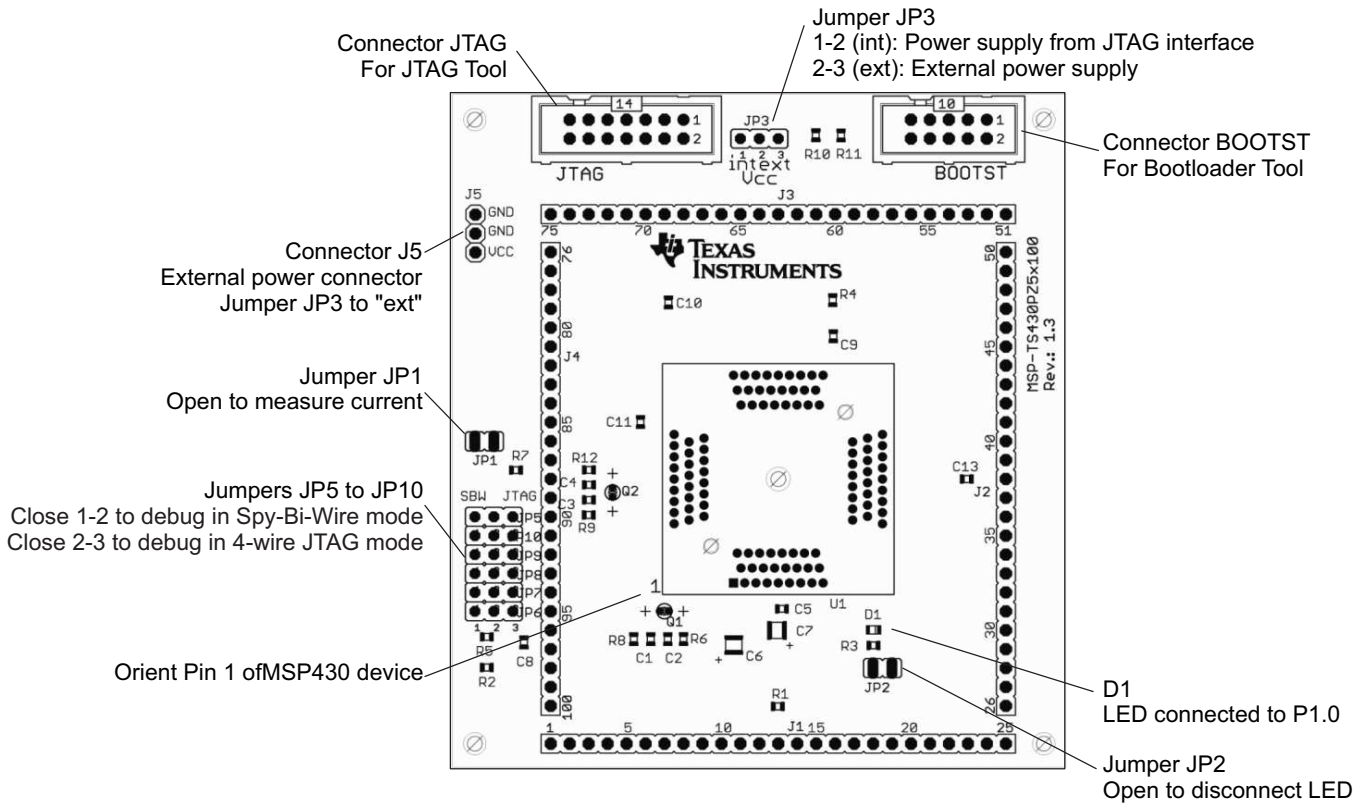 Jumper JP3
1-2 (int): Power supply from JTAG interface
2-3 (ext): External power supply
Connector JTAG
For JTAG Tool
Connector BOOTST
For Bootloader Tool
Connector J5
External power connector
Jumper JP3 to "ext"
Jumper JP1
Open to measure current
Jumpers JP5 to JP10
Close 1-2 to debug in Spy-Bi-Wire mode
Close 2-3 to debug in 4-wire JTAG mode
Orient Pin 1 ofMSP430 device
D1
LED connected to P1.0
Jumper JP2
Open to disconnect LED
14
1
2
JTAG
JP3
1 2 3
intext
Vcc
R10 R11
10
1
2
BOOTST
J5
GND
GND
VCC
J3
75 70 65 60 55 51
TEXAS
INSTRUMENTS
76
80
J4
85
90
95
100
50
45
40
J2
35
30
26
MSP-TS430PZ5x100
Rev.: 1.3
C10
R4
C9
C11
JP1
R7
R12
C4
C3
R9
+
Q2
+
C13
SBW JTAG
JP5
P10
JP9
JP8
JP7
JP6
1 2 3
R5
R2
C8
1
U1
+ Q1 +
R8 C1 C2 R6
C5
C7
+
C6
+
D1
R3
JP2
R1
1 5 10 J1 15 20 25